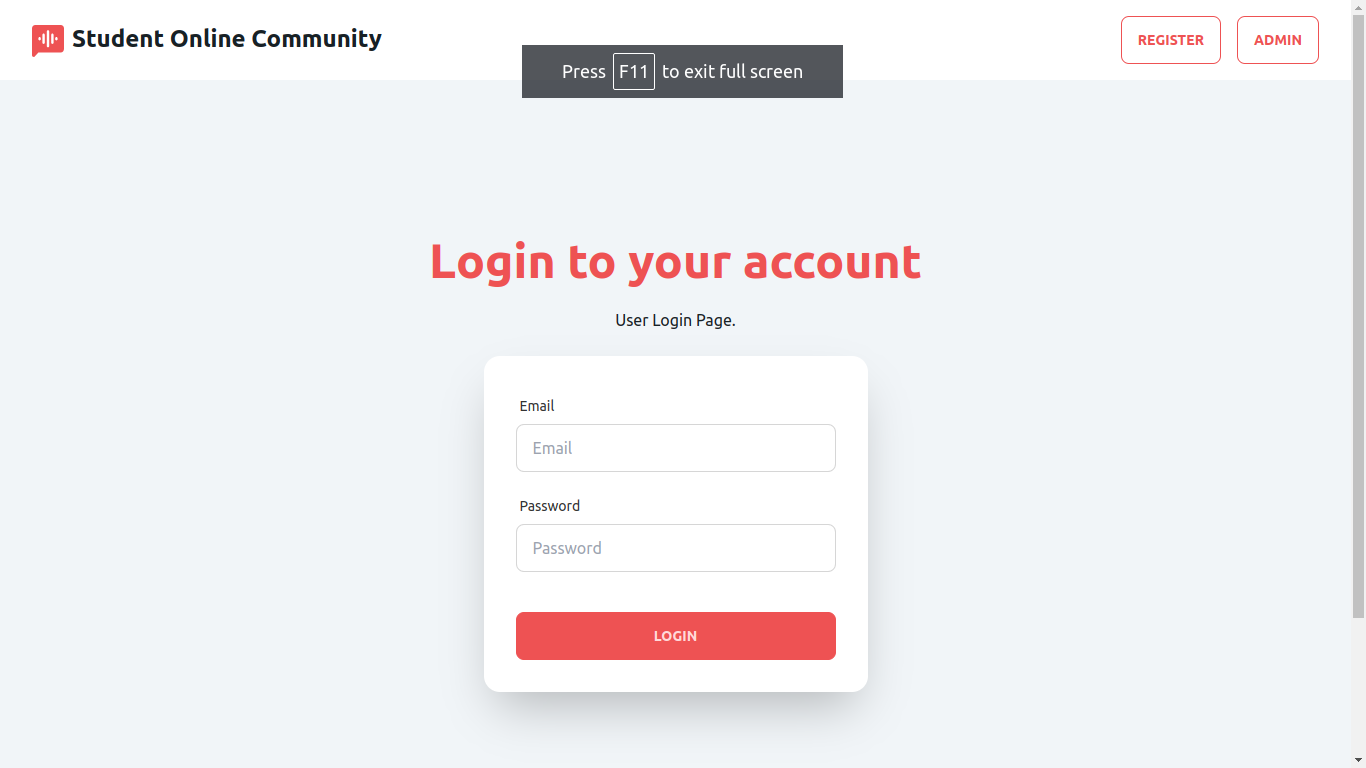 Student Online Community
REGISTER
ADMIN
Press F11 to exit full screen
Login to your account
User Login Page.
Email
Email
Password
Password
LOGIN